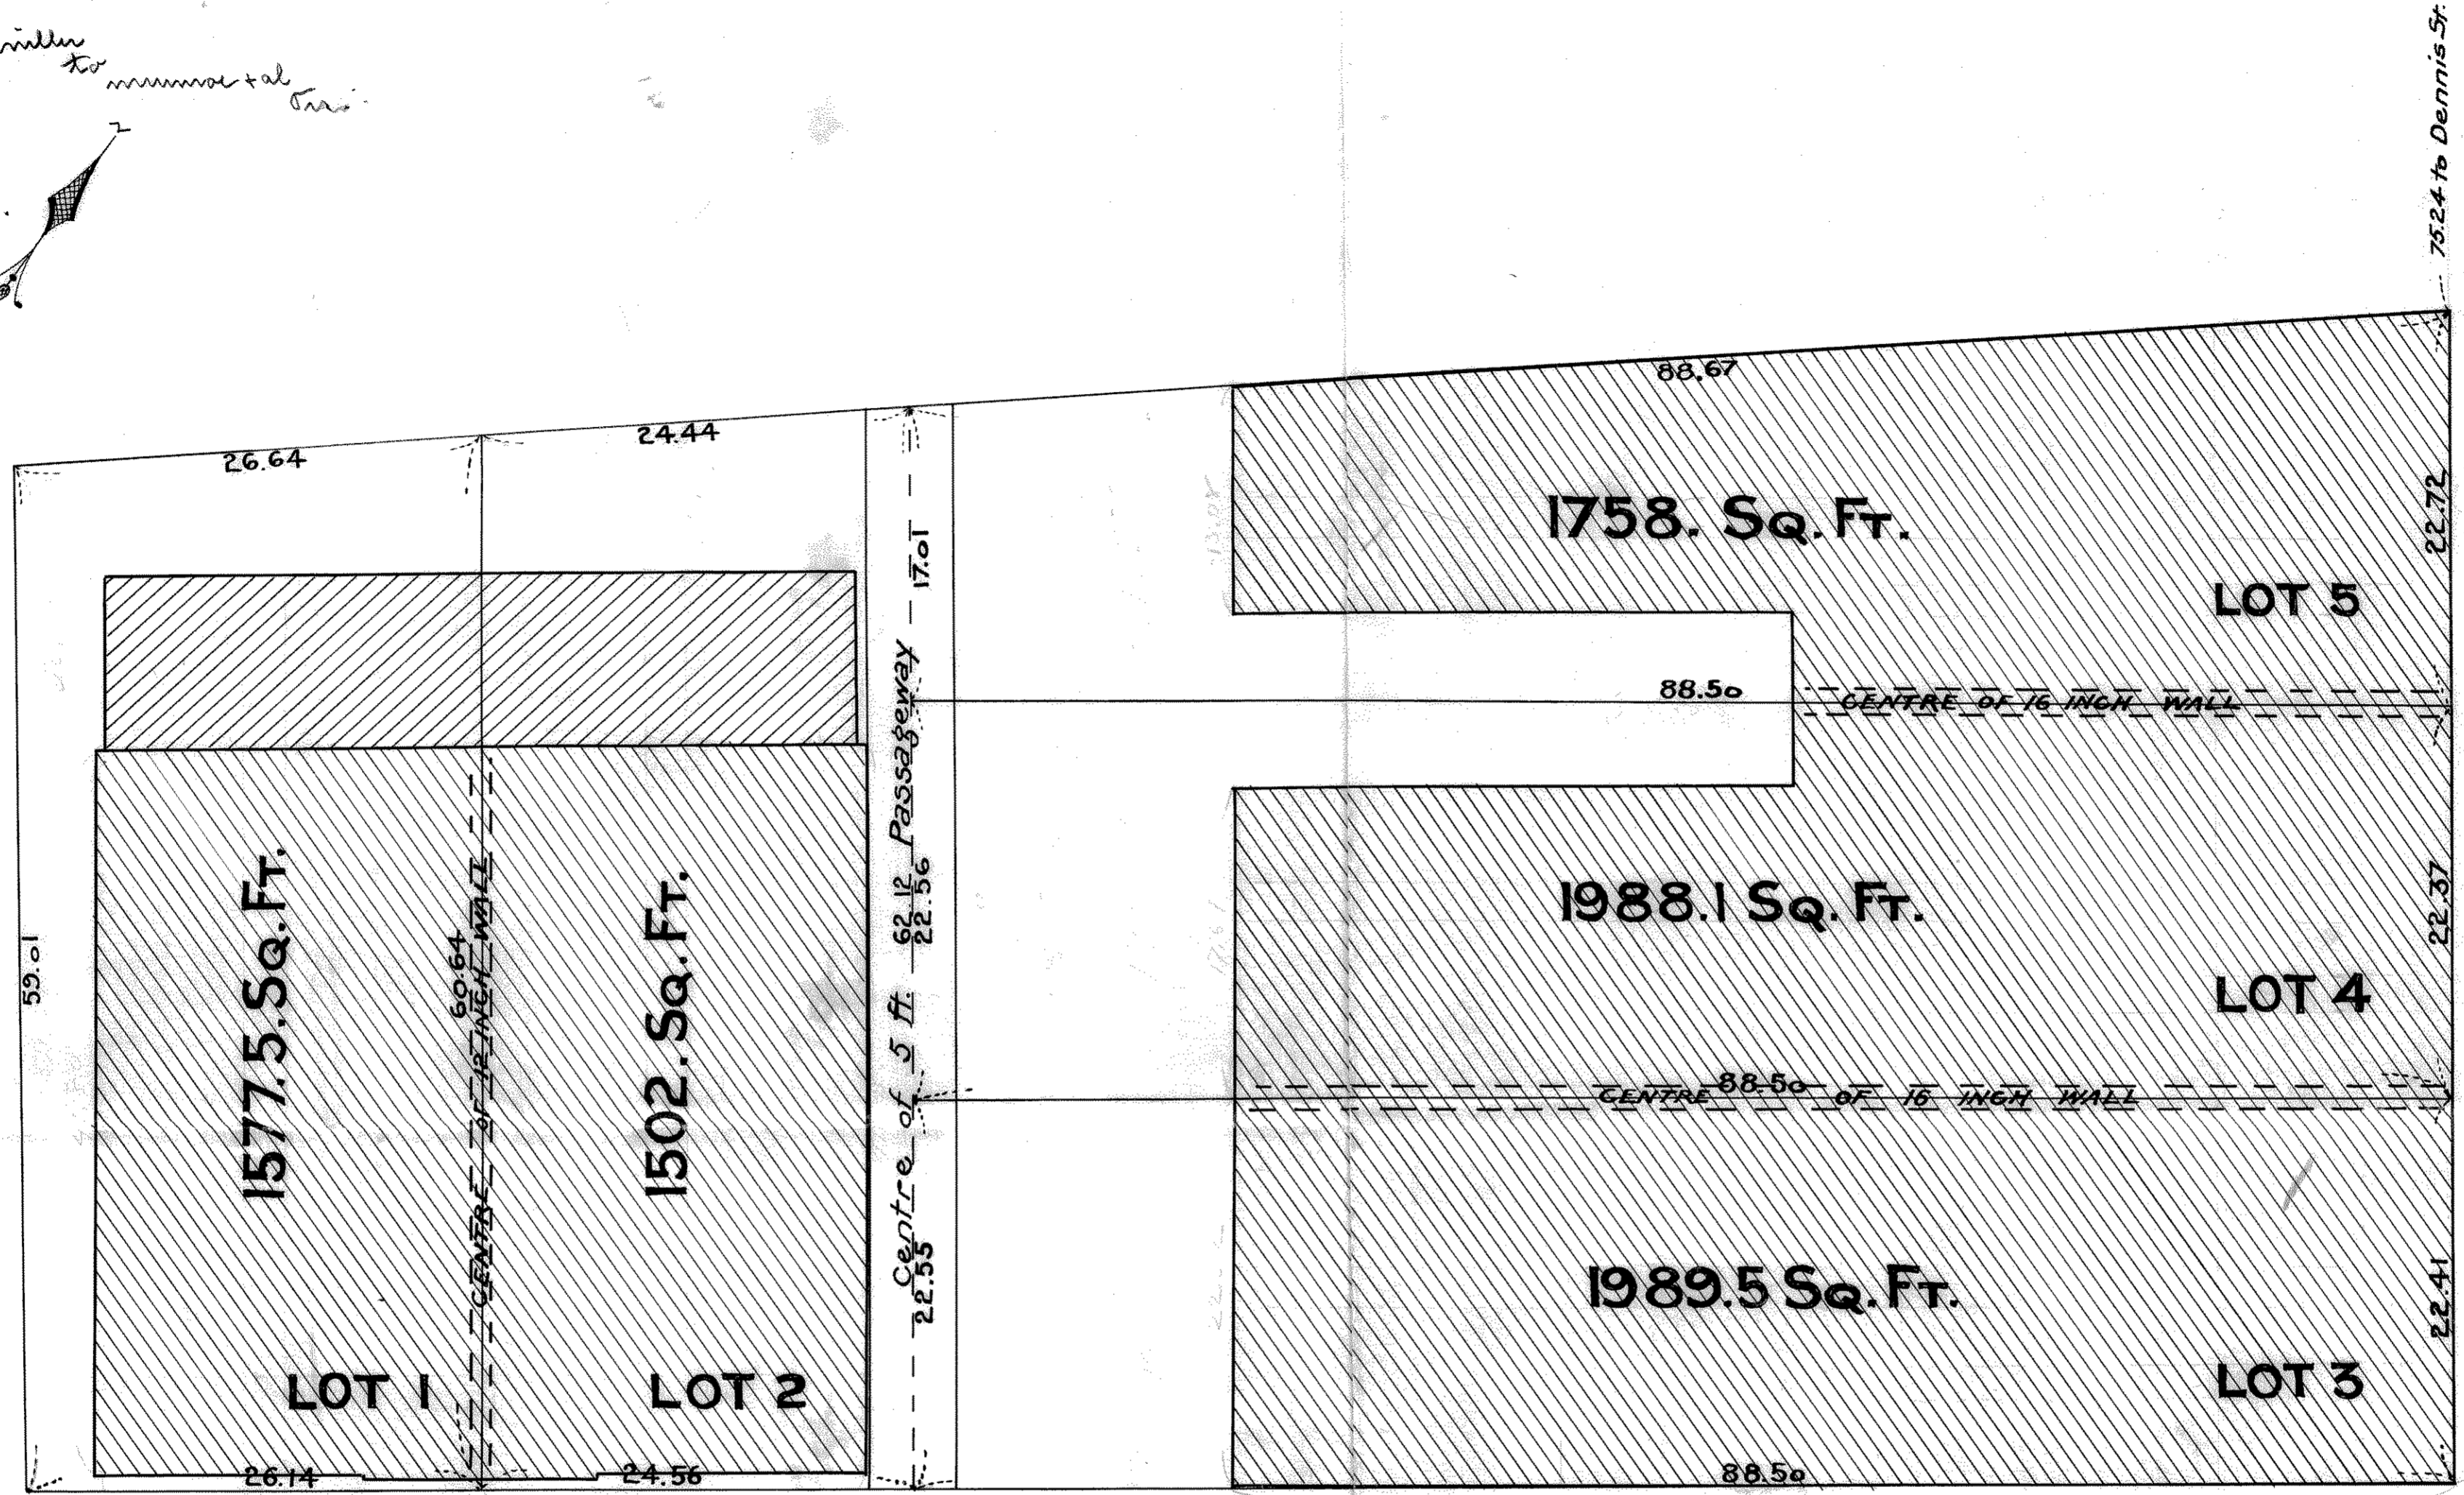 miller
to
munroe + al
75.24 to Dennis St.
88.67
24.44
26.64
1758. SQ. FT.
22.72
17.01
LOT 5
88.50
CENTRE OF 16 INCH WALL
Centre of 5 ft. Passageway
62.12
22.56
1988.1 SQ. FT.
22.37
LOT 4
59.01
1577.5. SQ. FT.
60.64
CENTRE OF 12 INCH WALL
1502. SQ. FT.
88.50
CENTRE OF 16 INCH WALL
1989.5 SQ. FT.
22.55
22.41
LOT 3
LOT 1
LOT 2
26.14
24.56
88.50